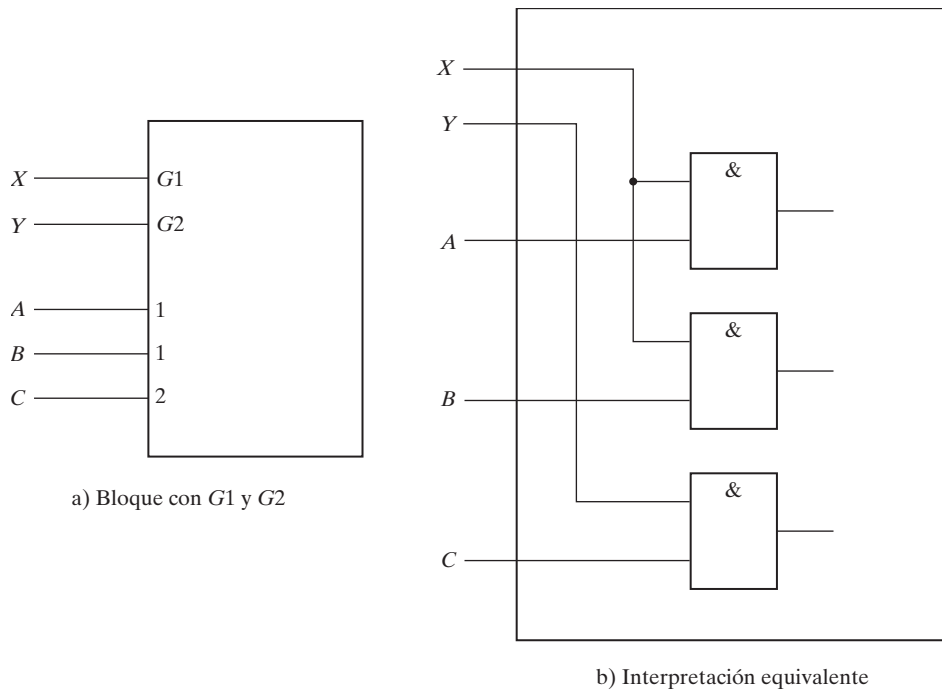 X
G1
Y
G2
A
1
B
1
C
2
a) Bloque con G1 y G2
X
Y
&
A
&
B
&
C
b) Interpretación equivalente